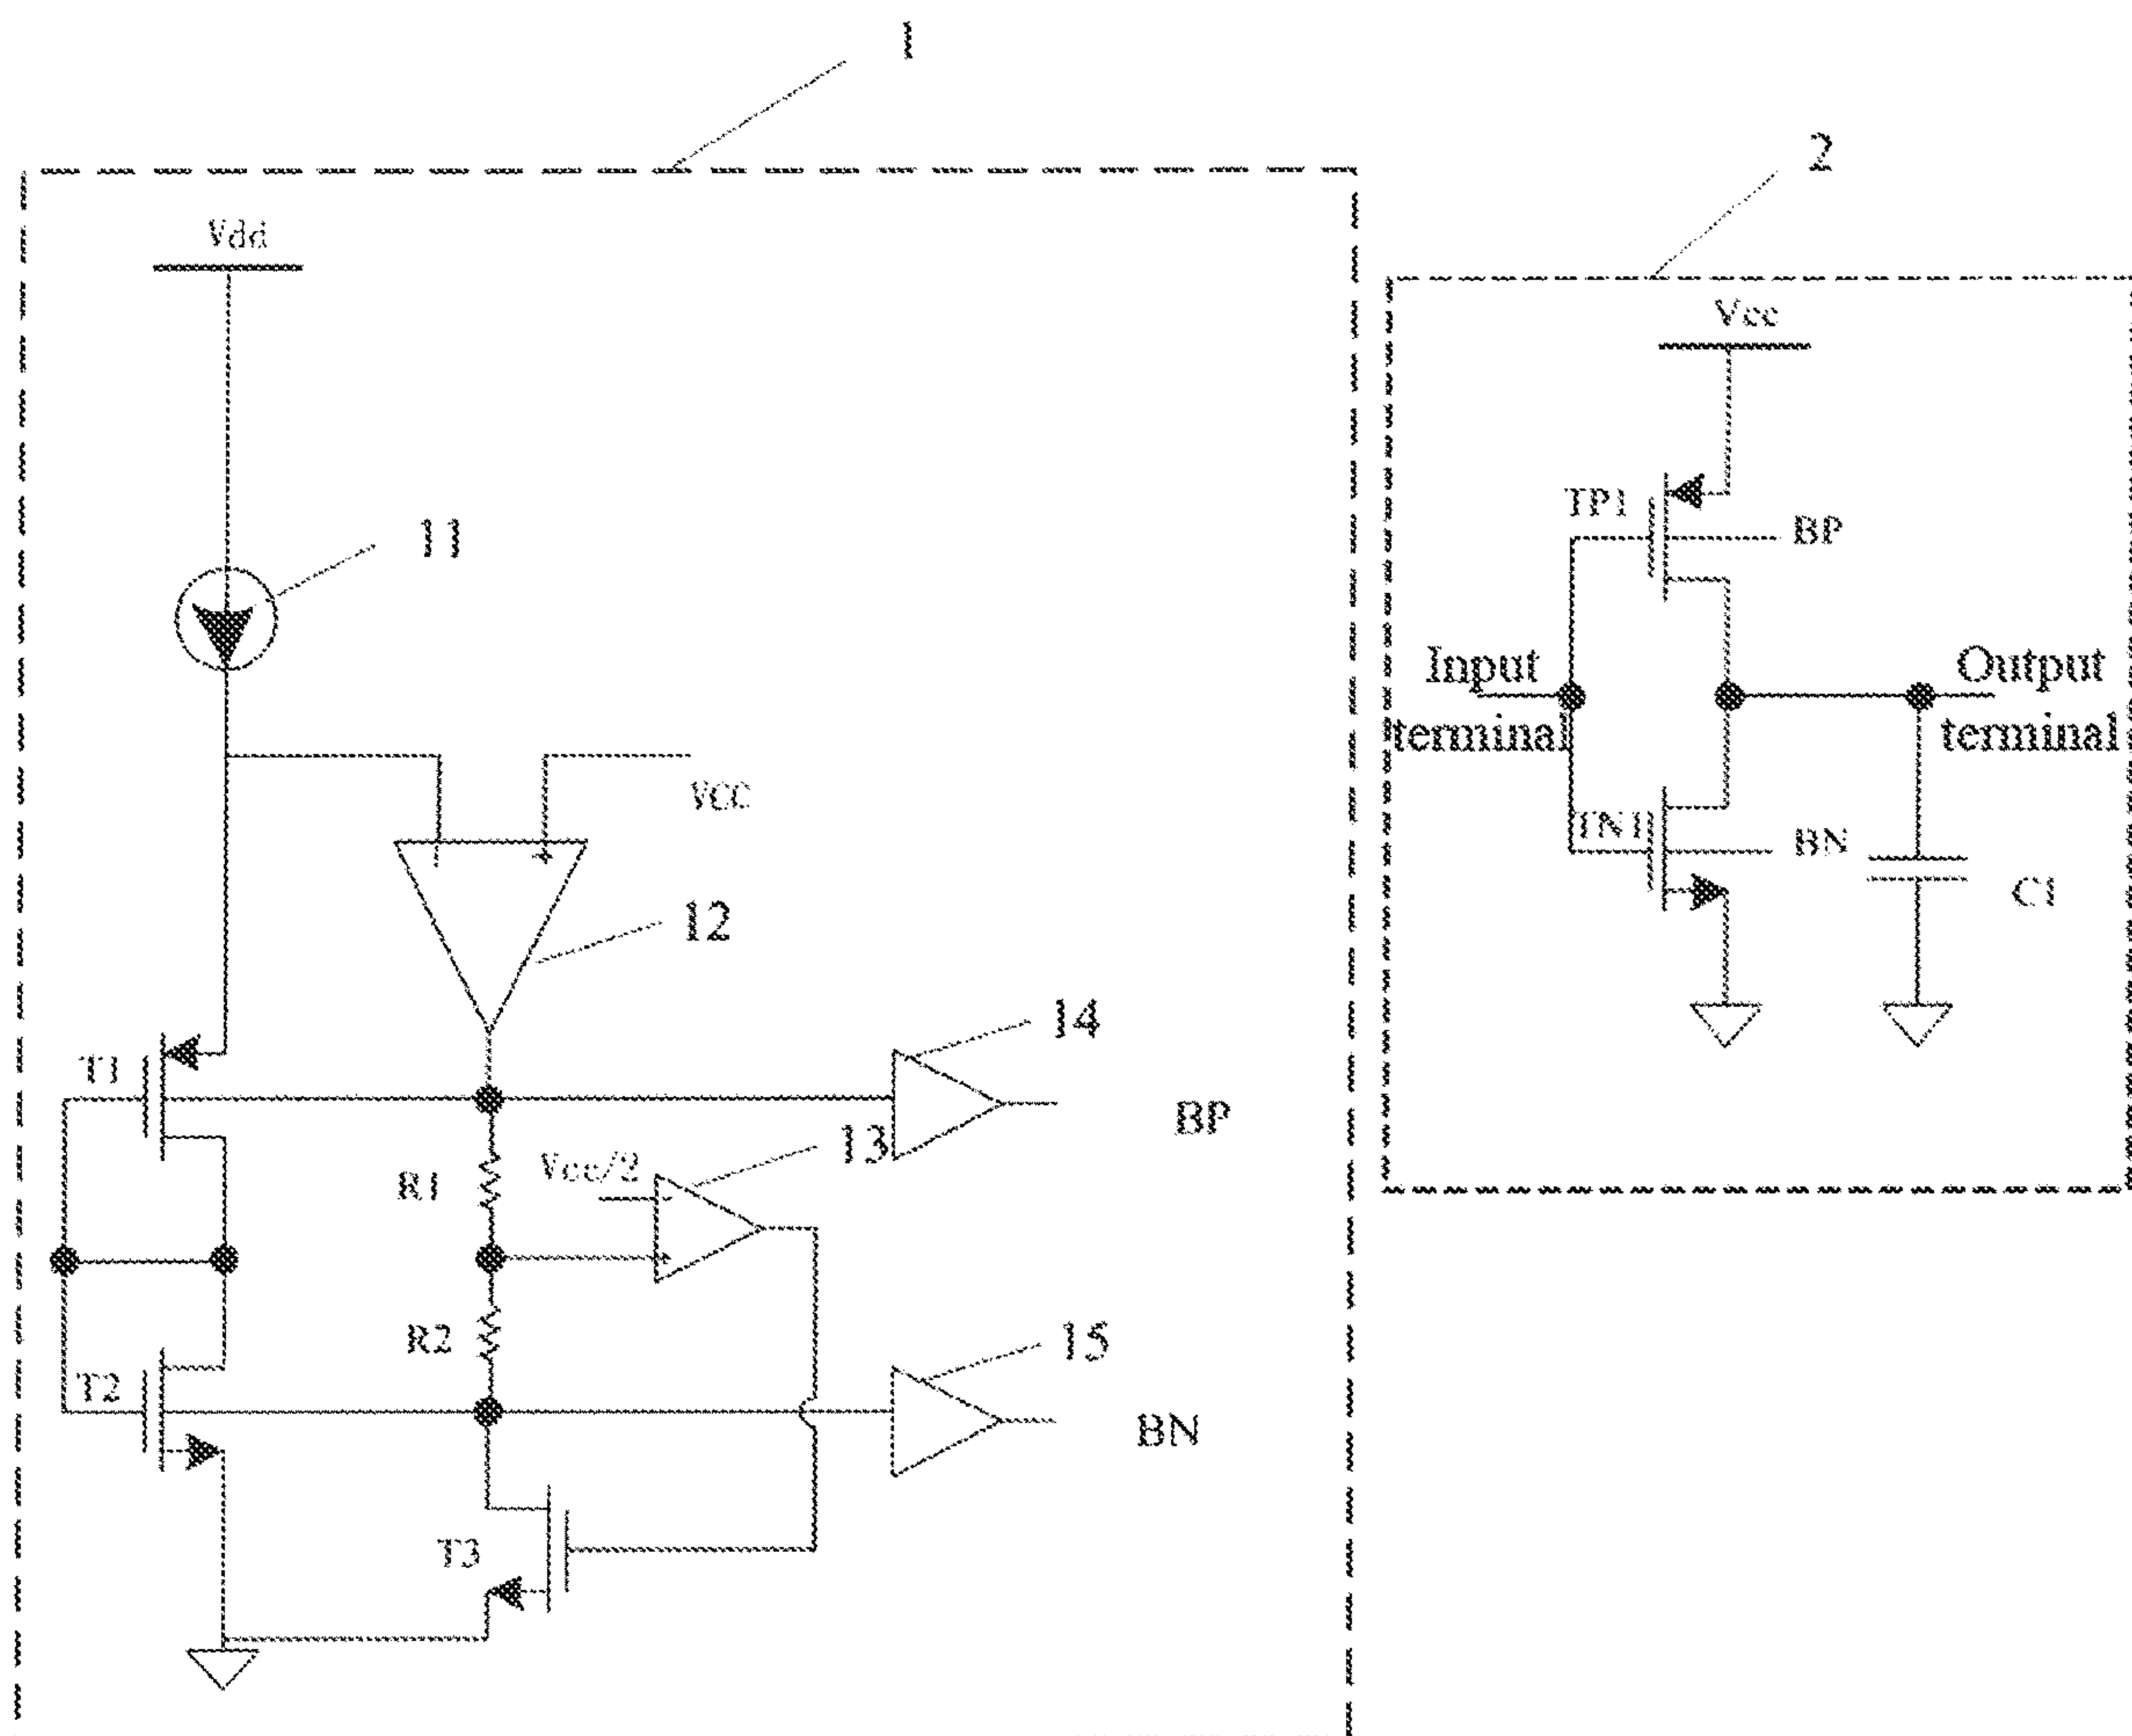 1
2
Vdd
Vcc
11
TP1
BP
Input
terminal
Output
terminal
VCC
TN1
BN
C1
-
+
12
T1
14
BP
R1
Vcc/2
13
-
+
R2
T2
15
BN
T3